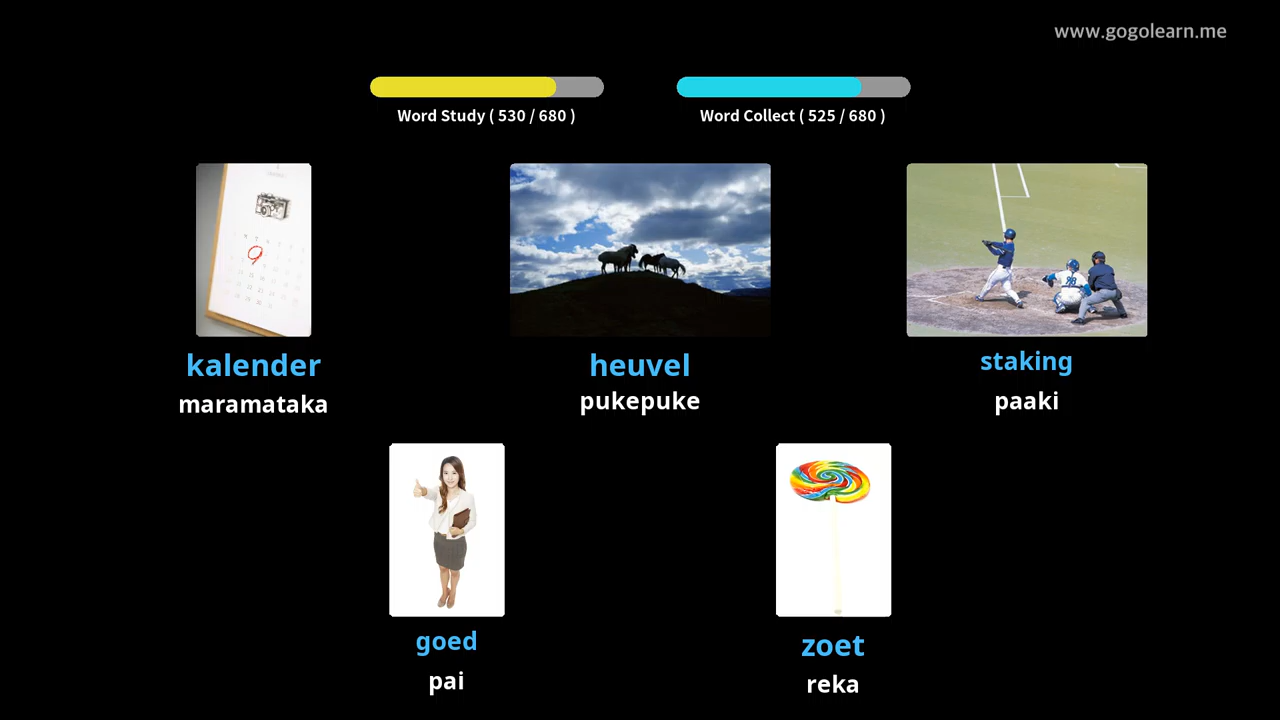 www.gogolearn.me
Word Study ( 530 / 680 )
Word Collect ( 525 / 680 )
kalender
maramataka
heuvel
pukepuke
staking
paaki
goed
pai
zoet
reka